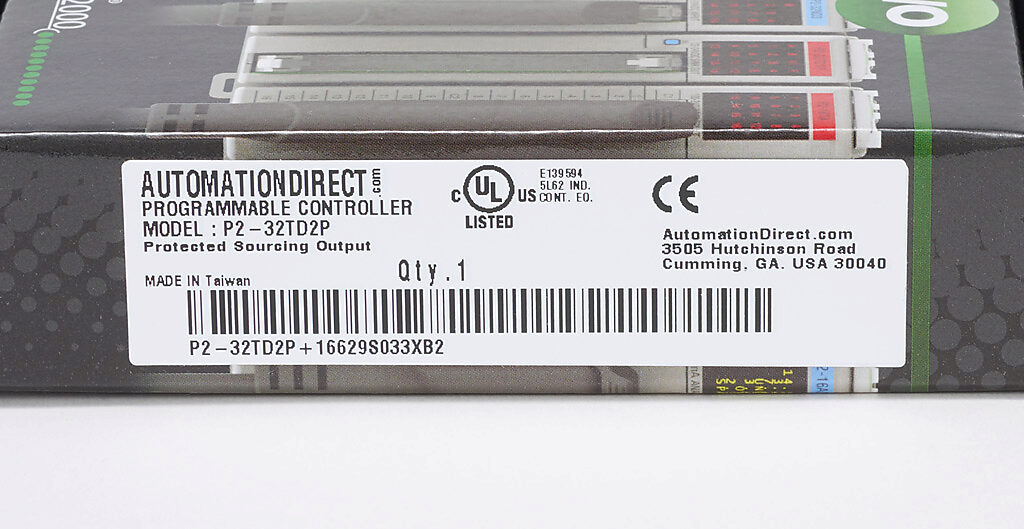 2000
I/O
AUTOMATIONDIRECT.com
PROGRAMMABLE CONTROLLER
MODEL : P2-32TD2P
Protected Sourcing Output
C UL US
LISTED
E139594
5L62 IND.
CONT. EQ.
CE
AutomationDirect.com
3505 Hutchinson Road
Cumming, GA. USA 30040
MADE IN Taiwan
Qty.1
P2-32TD2P+16629S033XB2